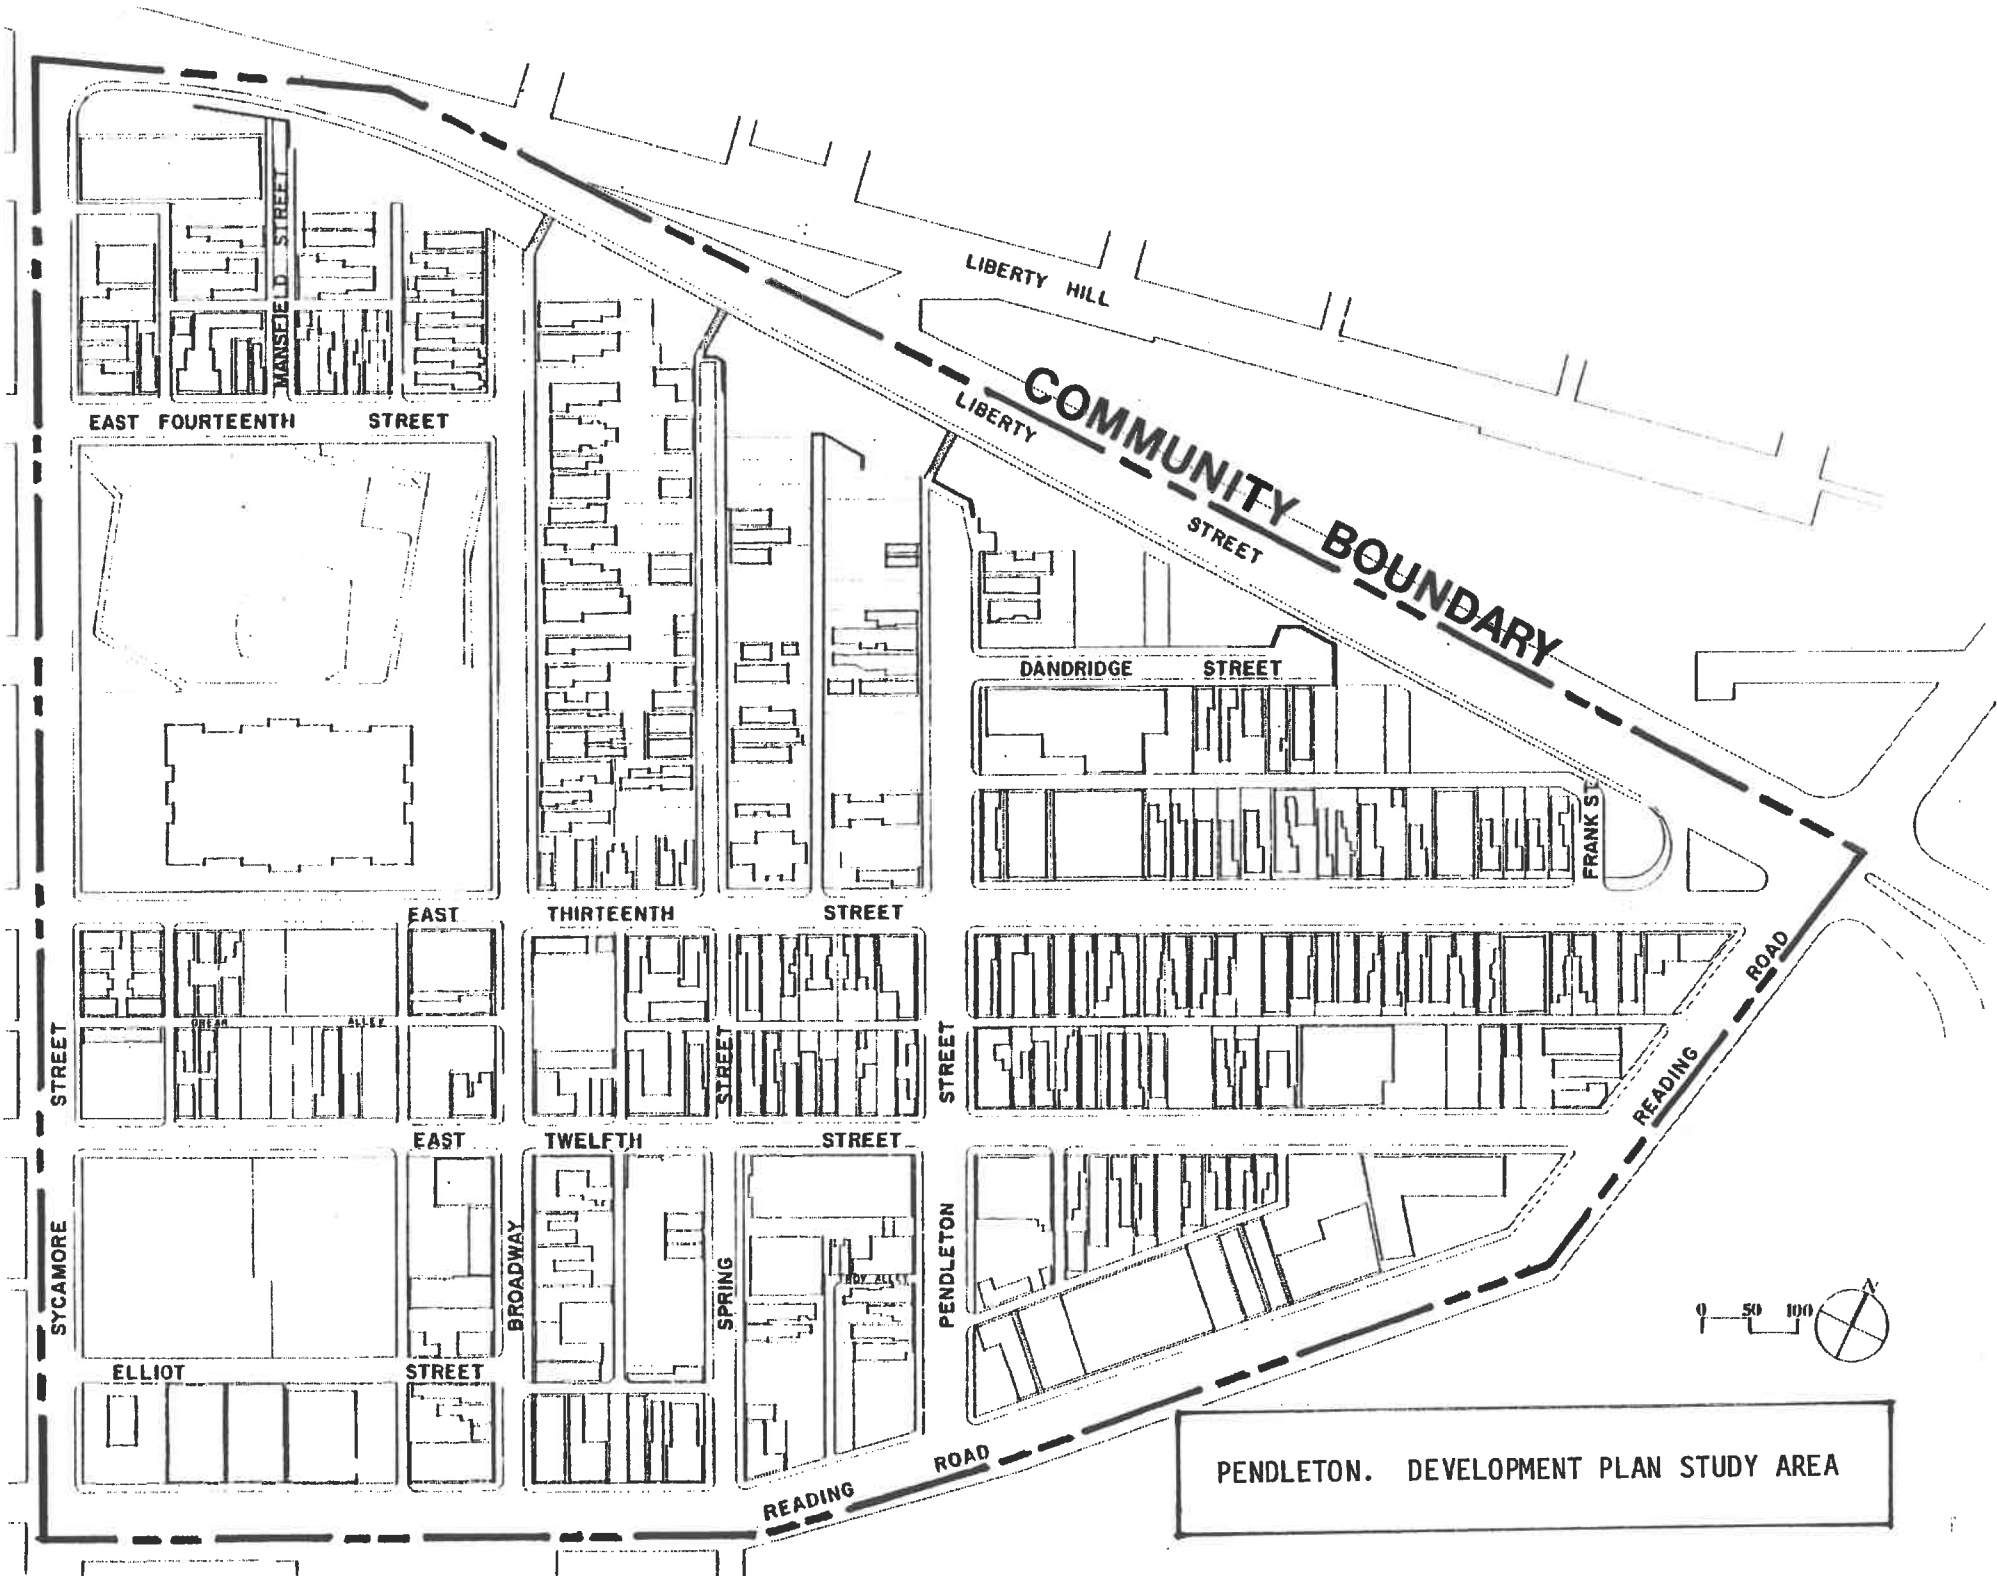 LIBERTY HILL
MANSFIELD STREET
COMMUNITY BOUNDARY
LIBERTY
STREET
EAST FOURTEENTH STREET
DANDRIDGE STREET
FRANK ST
EAST THIRTEENTH STREET
ROAD
READING
ALLEY
STREET
STREET
STREET
EAST TWELFTH STREET
SYCAMORE
BROADWAY
SPRING
PENDLETON
ALLEY
N
0 50 100
ELLIOT STREET
READING ROAD
PENDLETON. DEVELOPMENT PLAN STUDY AREA